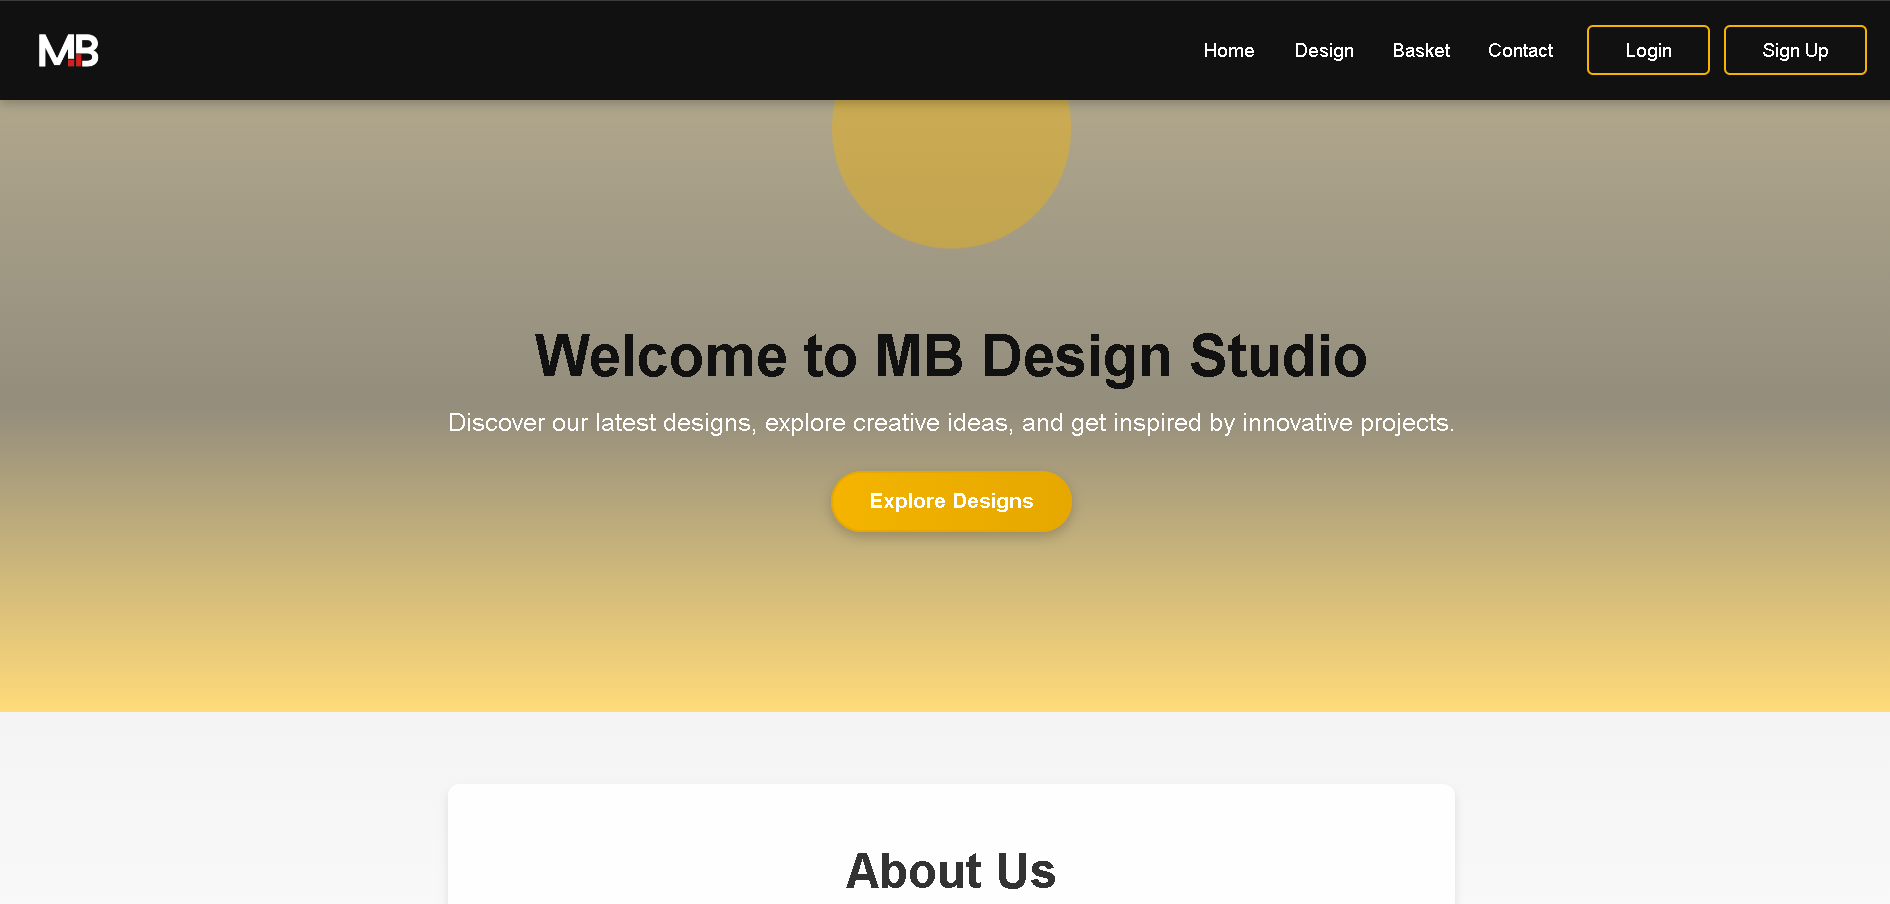 MB
Home Design Basket Contact Login Sign Up
Welcome to MB Design Studio
Discover our latest designs, explore creative ideas, and get inspired by innovative projects.
Explore Designs
About Us